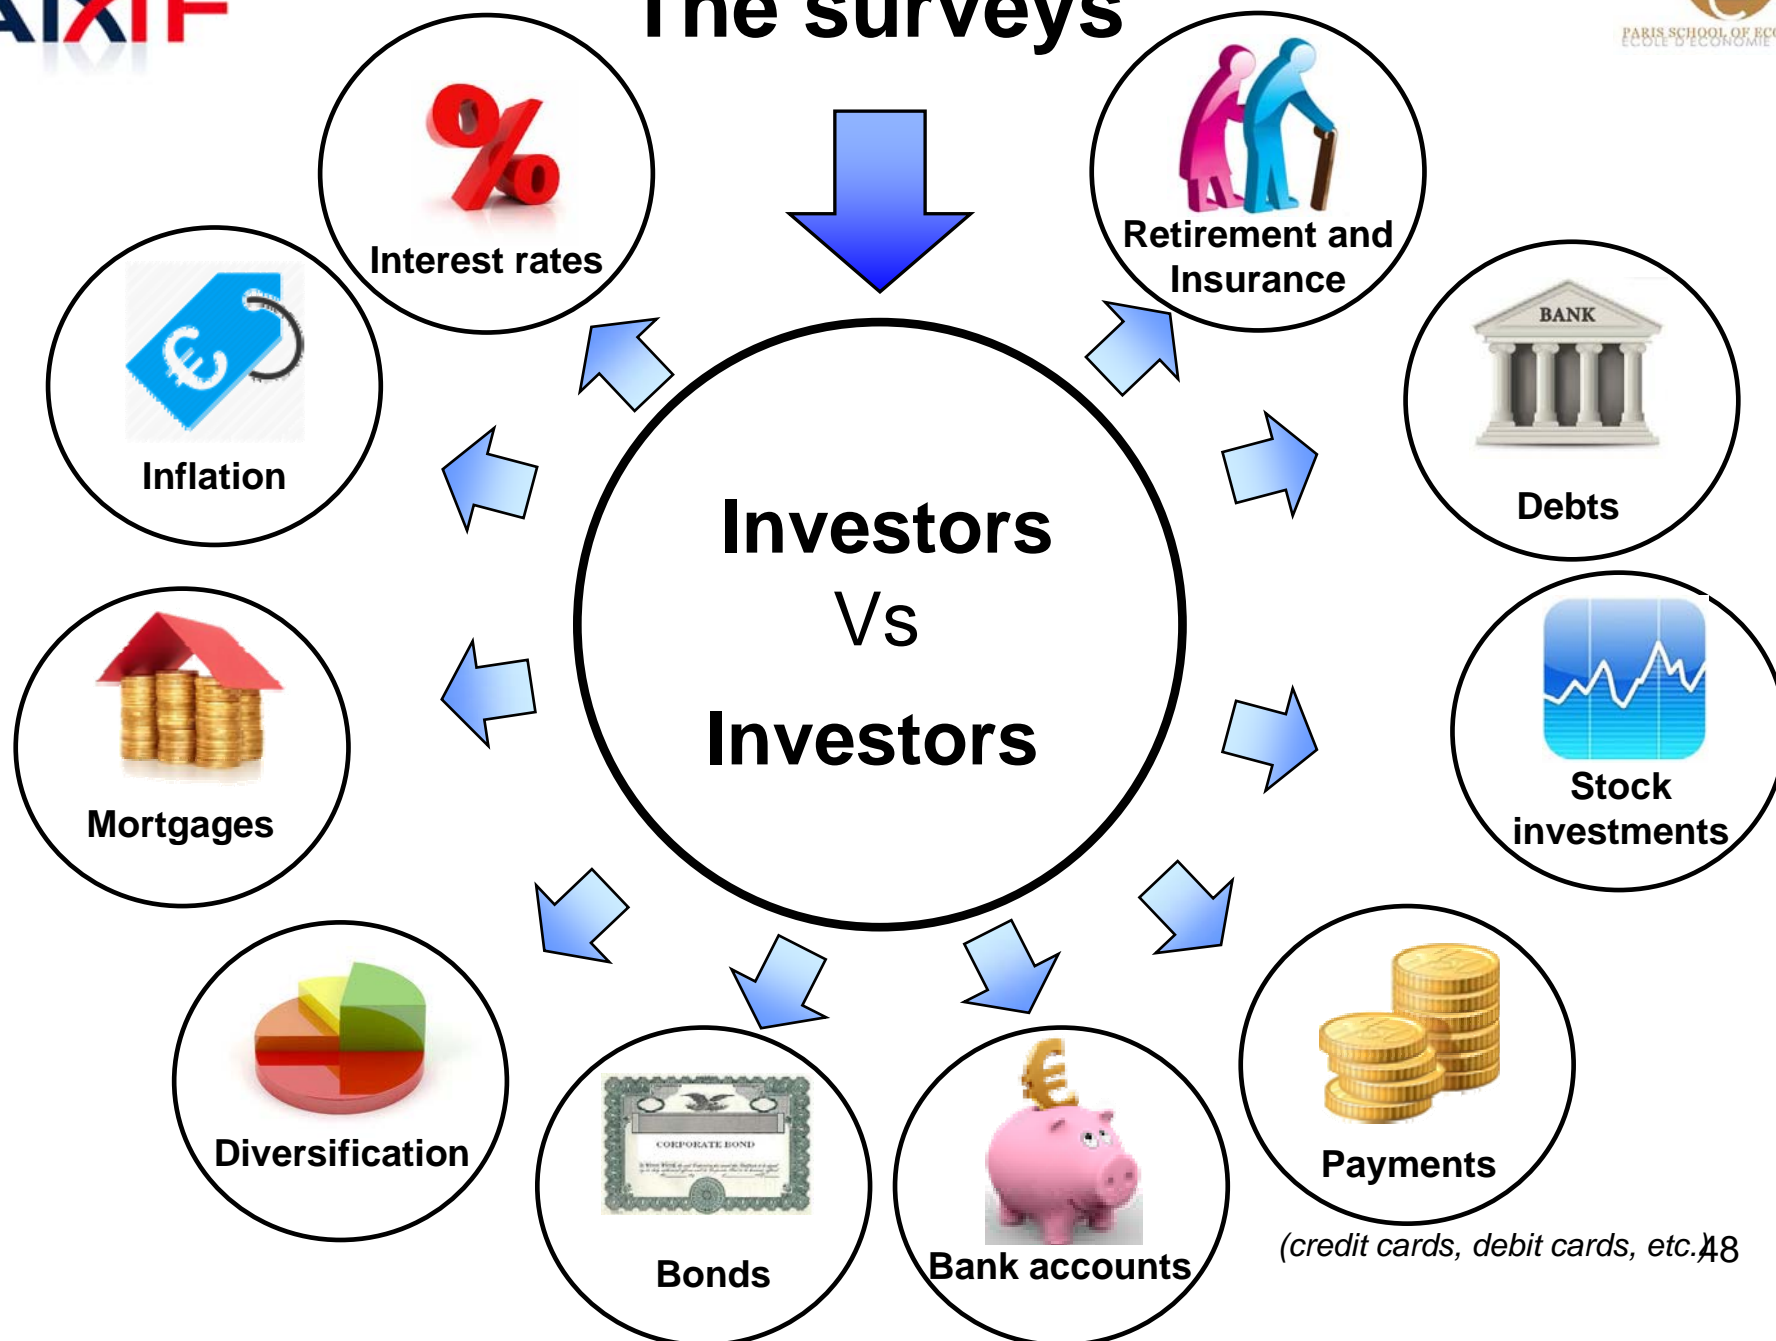 The surveys
PARIS SCHOOL OF
Interest rates
Retirement and
Insurance
Inflation
BANK
Debts
Investors
Vs
Investors
Mortgages
Stock
investments
Diversification
CORPORATE BOND
Bonds
Bank accounts
Payments
(credit cards, debit cards, etc.)
48